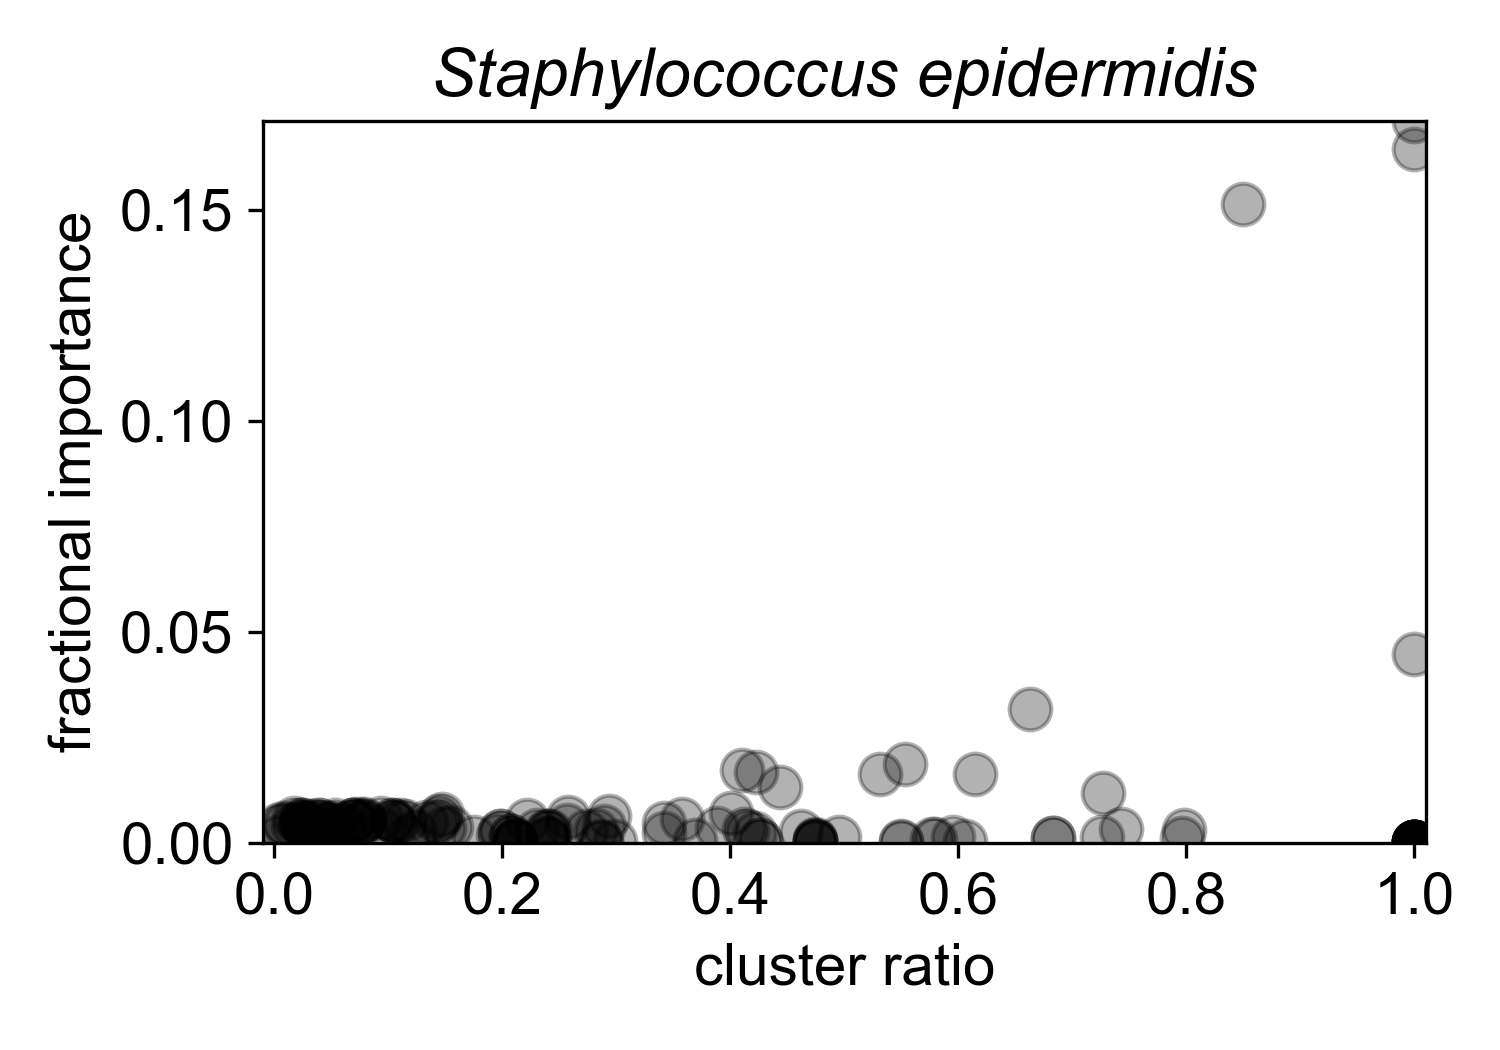 Staphylococcus epidermidis
fractional importance
0.15
0.10
0.05
0.00
0.0 0.2 0.4 0.6 0.8 1.0
cluster ratio